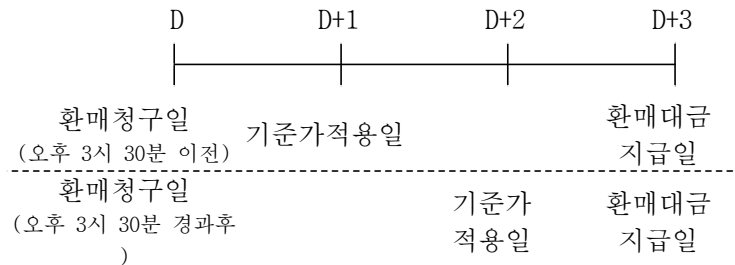 D D+1 D+2 D+3
환매청구일
(오후 3시 30분 이전)
기준가적용일
환매대금
지급일
환매청구일
(오후 3시 30분 경과후
)
기준가
적용일
환매대금
지급일